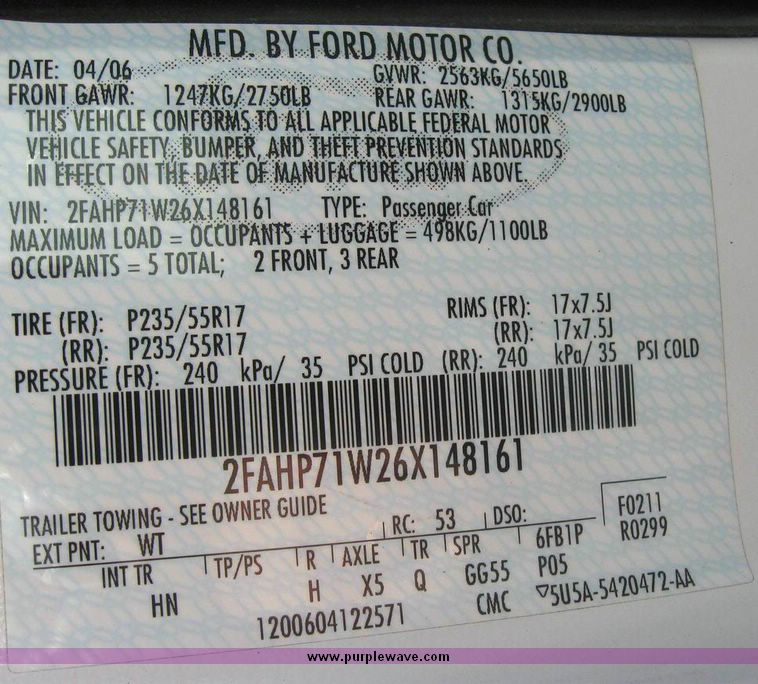 MFD. BY FORD MOTOR CO.
DATE: 04/06 GVWR: 2563KG/5650LB
FRONT GAWR: 1247KG/2750LB REAR GAWR: 1315KG/2900LB
THIS VEHICLE CONFORMS TO ALL APPLICABLE FEDERAL MOTOR
VEHICLE SAFETY, BUMPER, AND THEFT PREVENTION STANDARDS
IN EFFECT ON THE DATE OF MANUFACTURE SHOWN ABOVE.
VIN: 2FAHP71W26X148161 TYPE: Passenger Car
MAXIMUM LOAD = OCCUPANTS + LUGGAGE = 498KG/1100LB
OCCUPANTS = 5 TOTAL; 2 FRONT, 3 REAR
TIRE (FR): P235/55R17 RIMS (FR): 17x7.5J
(RR): P235/55R17 (RR): 17x7.5J
PRESSURE (FR): 240 kPa/ 35 PSI COLD (RR): 240 kPa/ 35 PSI COLD
2FAHP71W26X148161
TRAILER TOWING - SEE OWNER GUIDE
EXT PNT: WT RC: 53 DSO: F0211
INT TR TP/PS R AXLE TR SPR 6FB1P R0299
HN H X5 Q GG55 P05
1200604122571 CMC 5U5A-5420472-AA
www.purplewave.com